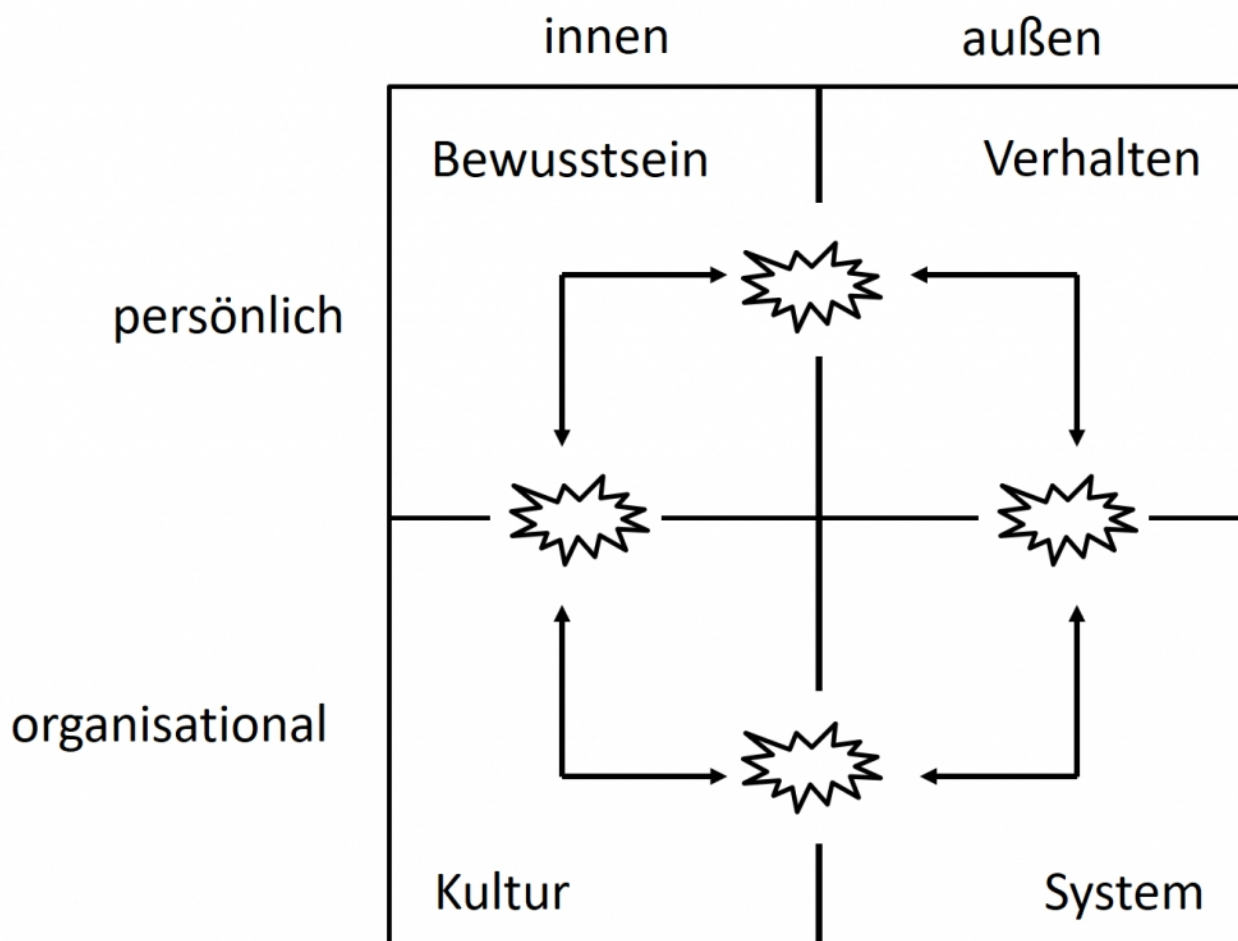 innen
außen
Bewusstsein
Verhalten
persönlich
organisational
Kultur
System